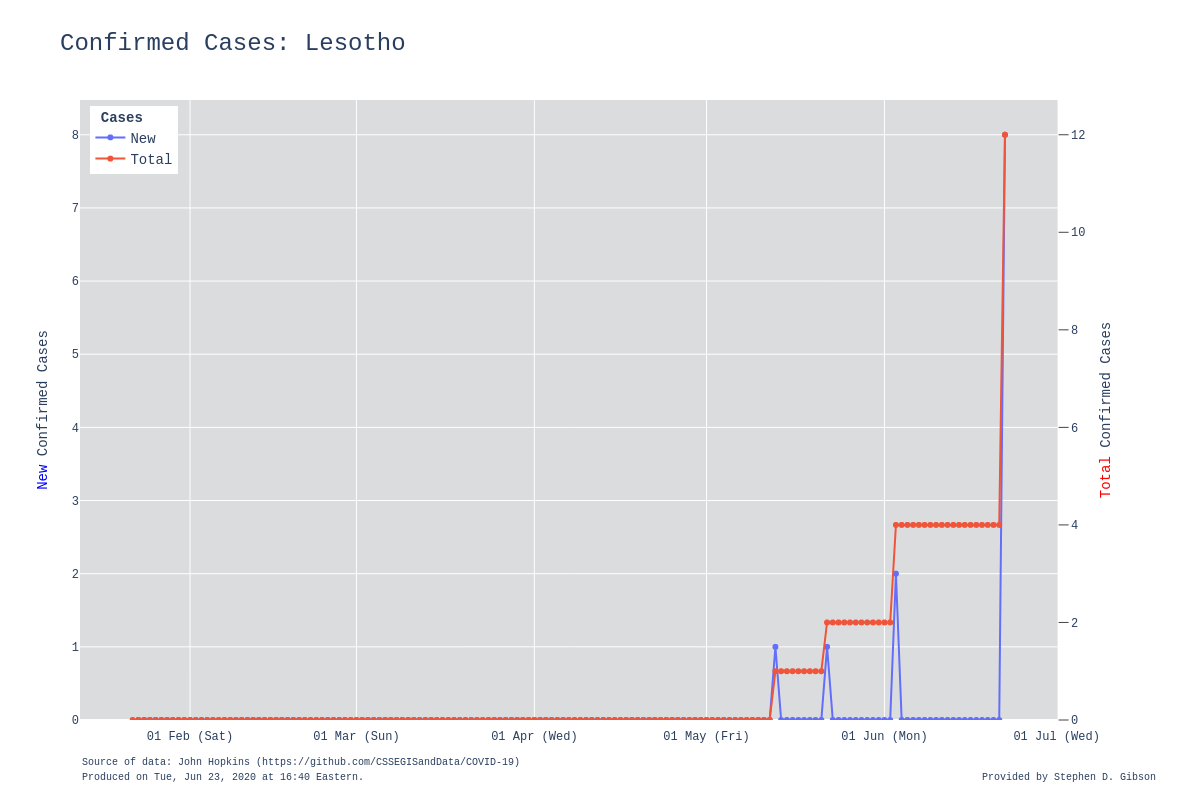 Confirmed Cases: Lesotho
Cases
New
Total
8
7
6
5
4
3
2
1
0
New Confirmed Cases
12
10
8
6
4
2
0
Total Confirmed Cases
01 Feb (Sat)
01 Mar (Sun)
01 Apr (Wed)
01 May (Fri)
01 Jun (Mon)
01 Jul (Wed)
Source of data: John Hopkins (https://github.com/CSSEGISandData/COVID-19)
Produced on Tue, Jun 23, 2020 at 16:40 Eastern.
Provided by Stephen D. Gibson